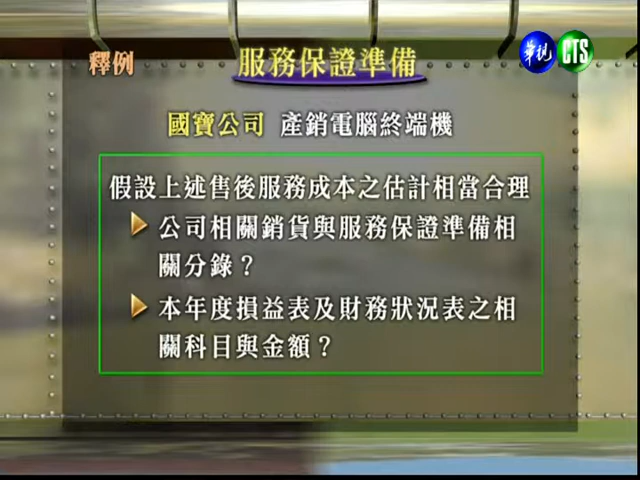 釋例
服務保證準備
華視 CTS
國寶公司 產銷電腦終端機
假設上述售後服務成本之估計相當合理
公司相關銷貨與服務保證準備相
關分錄？
本年度損益表及財務狀況表之相
關科目與金額？